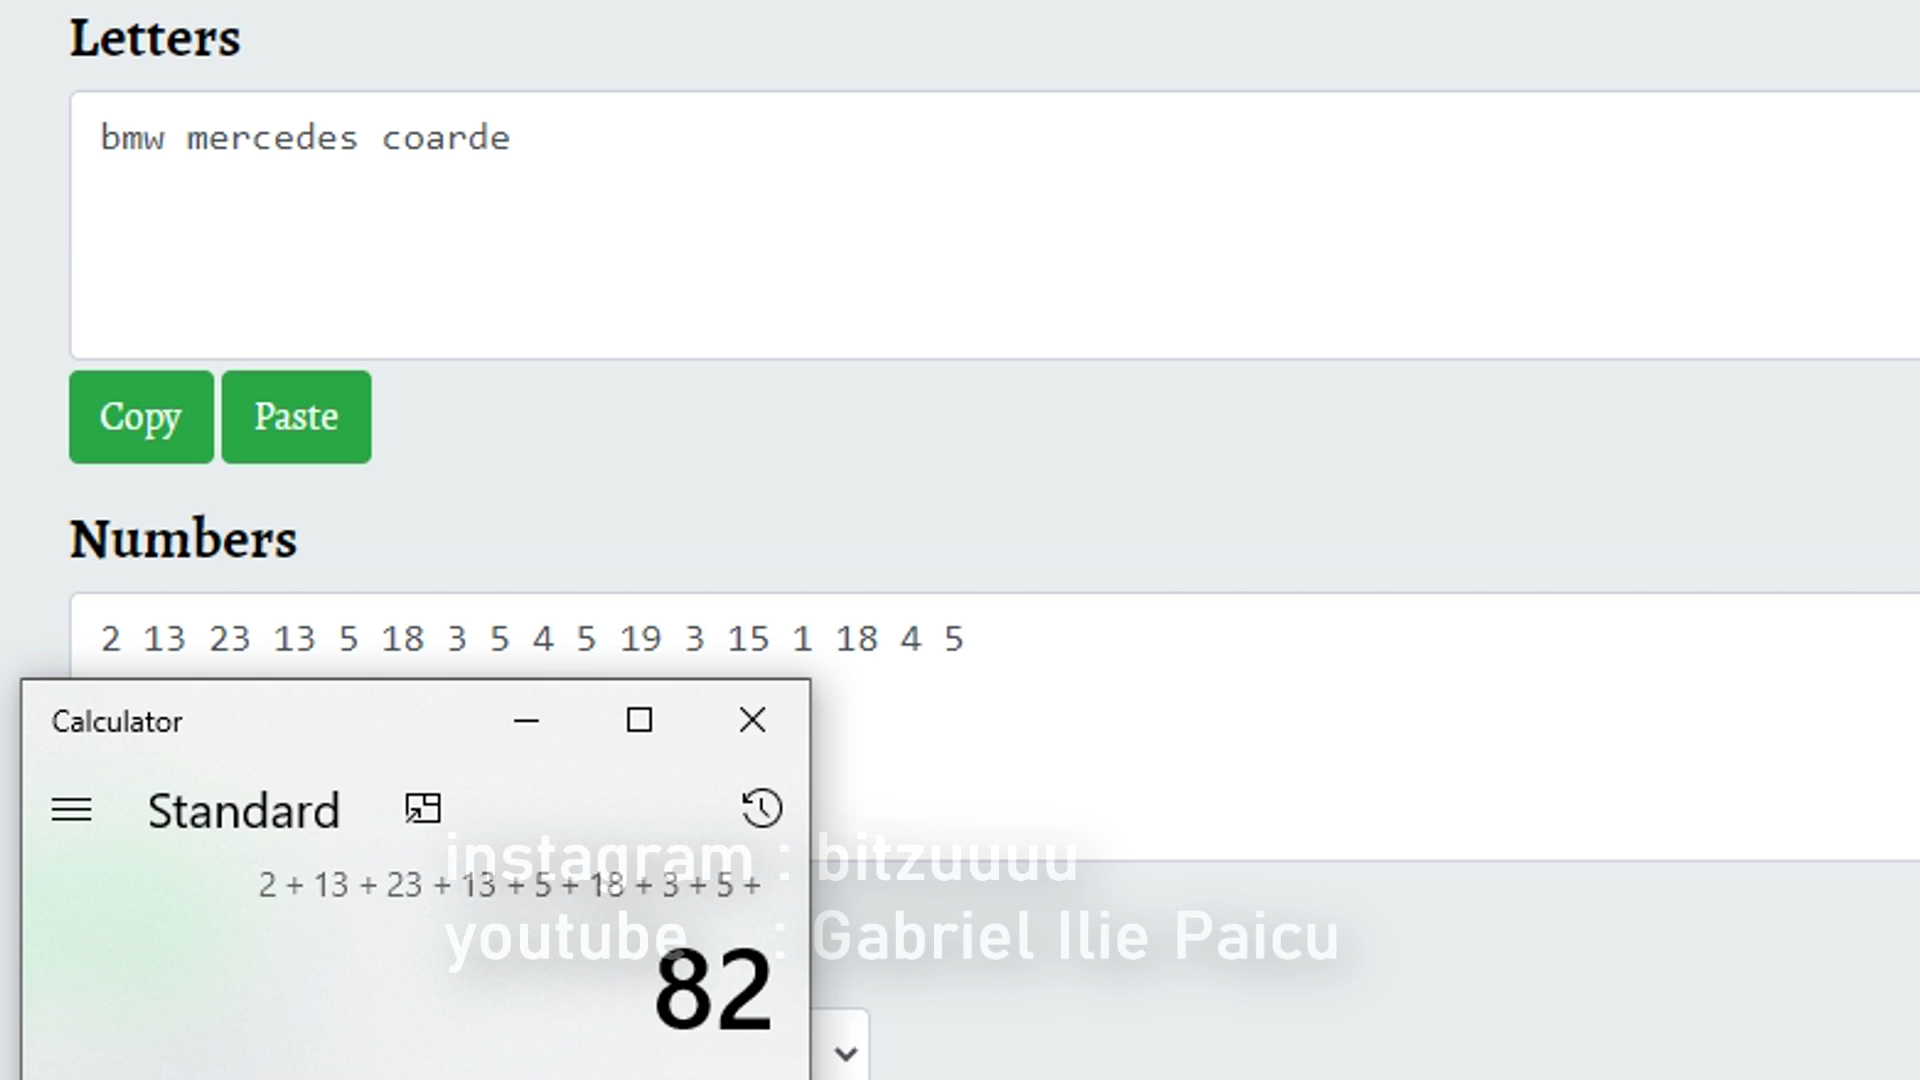 Letters
bmw mercedes coarde
Copy Paste
Numbers
2 13 23 13 5 18 3 5 4 5 19 3 15 1 18 4 5
Calculator
Standard
instagram : bitzuuuu
2 + 13 + 23 + 13 + 5 + 18 + 3 + 5 +
youtube : Gabriel Ilie Paicu
82